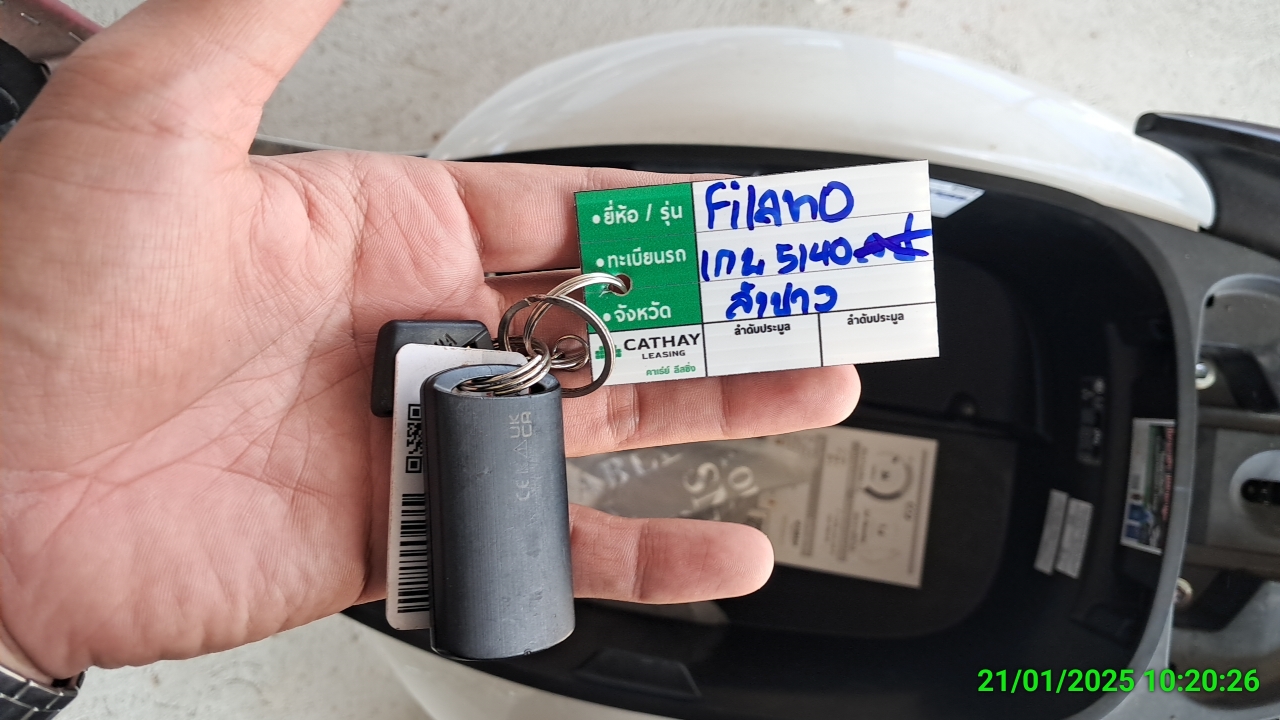 •ยี่ห้อ / รุ่น Filano
•ทะเบียนรถ 1กน 5140
•จังหวัด ลำปาง
CATHAY
LEASING
คาเธ่ย์ ลีสซิ่ง
ลำดับประมูล
ลำดับประมูล
UK
CA
CE
21/01/2025 10:20:26